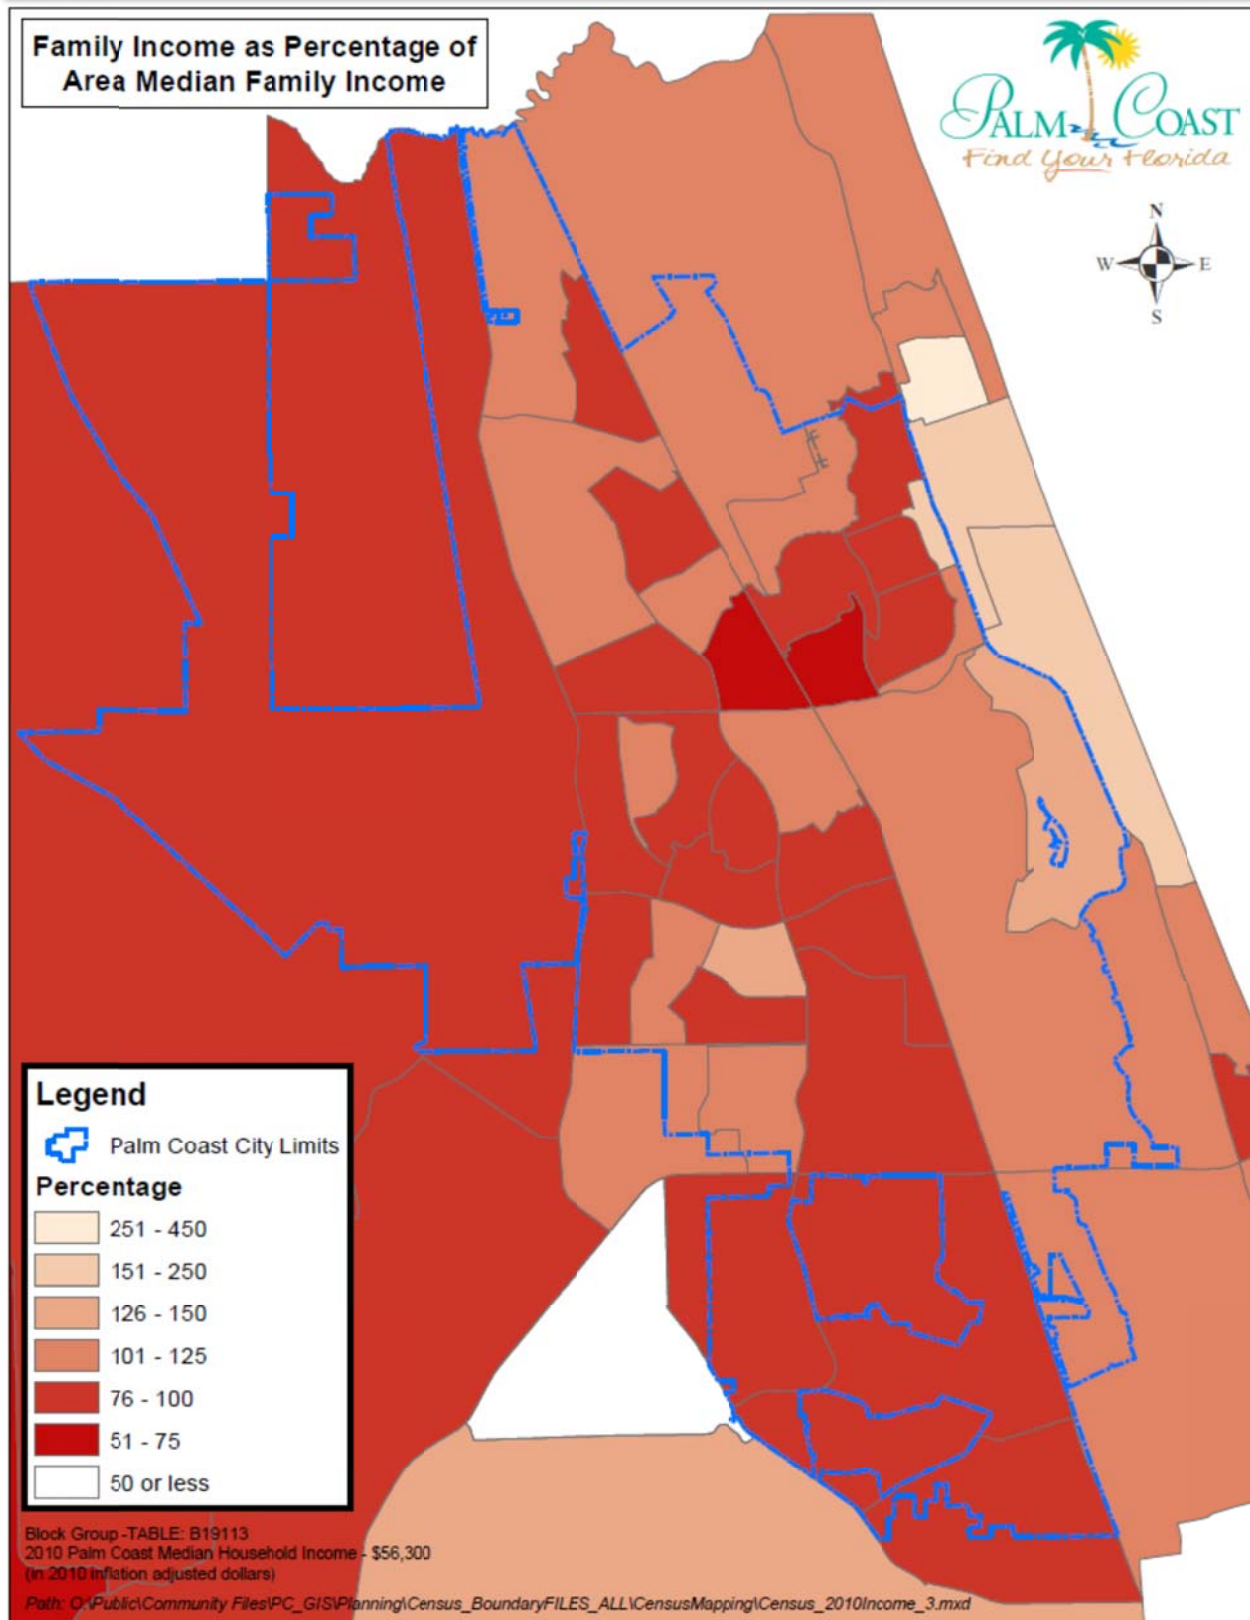 Family Income as Percentage of
Area Median Family Income
PALM COAST
Find Your Florida
N
W
E
S
Legend
Palm Coast City Limits
Percentage
251 - 450
151 - 250
126 - 150
101 - 125
76 - 100
51 - 75
50 or less
Block Group -TABLE: B19113
2010 Palm Coast Median Household Income - $56,300
(in 2010 inflation adjusted dollars)
Path: O:\Public\Community Files\PC_GIS\Planning\Census_BoundaryFILES_ALL\CensusMapping\Census_2010Income_3.mxd